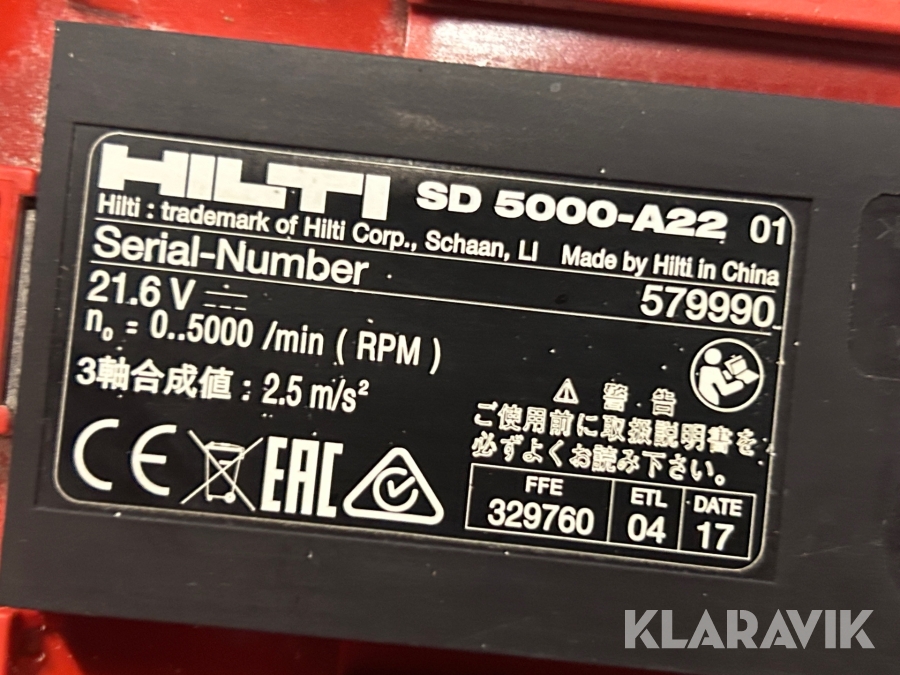 HILTI SD 5000-A22 01
Hilti : trademark of Hilti Corp., Schaan, LI Made by Hilti in China
Serial-Number 579990
21.6 V
n₀ = 0..5000 /min ( RPM )
3軸合成値 : 2.5 m/s²
⚠ 警 告
ご使用前に取扱説明書を
必ずよくお読み下さい。
CE EAC
FFE ETL DATE
329760 04 17
KLARAVIK